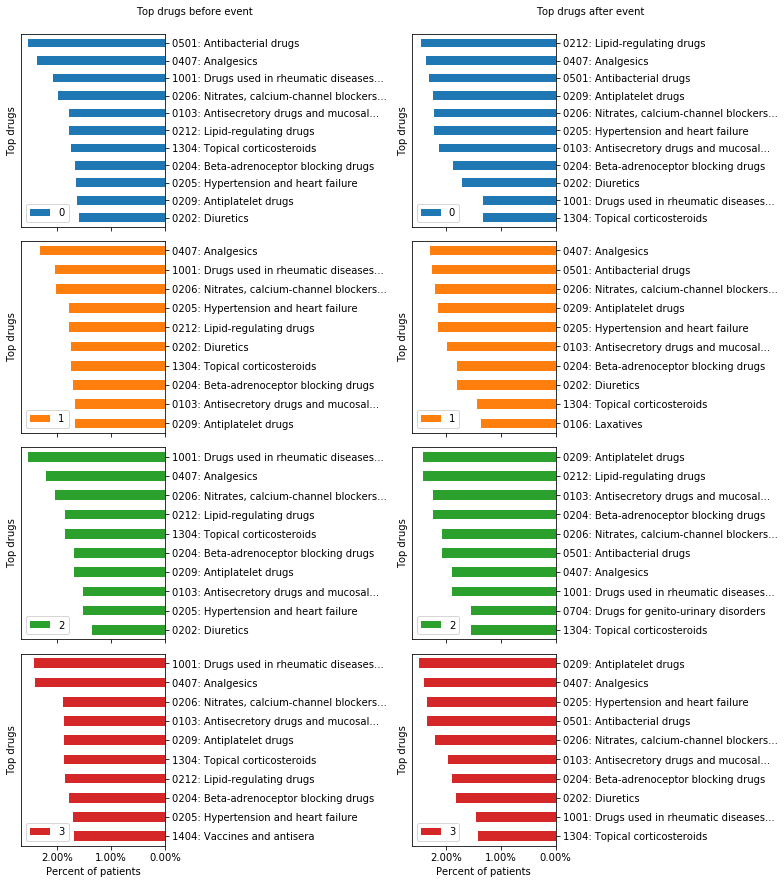 Top drugs before event
Top drugs
0501: Antibacterial drugs
0407: Analgesics
1001: Drugs used in rheumatic diseases...
0206: Nitrates, calcium-channel blockers...
0103: Antisecretory drugs and mucosal...
0212: Lipid-regulating drugs
1304: Topical corticosteroids
0204: Beta-adrenoceptor blocking drugs
0205: Hypertension and heart failure
0209: Antiplatelet drugs
0202: Diuretics
0
Top drugs
0407: Analgesics
1001: Drugs used in rheumatic diseases...
0206: Nitrates, calcium-channel blockers...
0205: Hypertension and heart failure
0212: Lipid-regulating drugs
0202: Diuretics
1304: Topical corticosteroids
0204: Beta-adrenoceptor blocking drugs
0103: Antisecretory drugs and mucosal...
0209: Antiplatelet drugs
1
Top drugs
1001: Drugs used in rheumatic diseases...
0407: Analgesics
0206: Nitrates, calcium-channel blockers...
0212: Lipid-regulating drugs
1304: Topical corticosteroids
0204: Beta-adrenoceptor blocking drugs
0209: Antiplatelet drugs
0103: Antisecretory drugs and mucosal...
0205: Hypertension and heart failure
0202: Diuretics
2
Top drugs
1001: Drugs used in rheumatic diseases...
0407: Analgesics
0206: Nitrates, calcium-channel blockers...
0103: Antisecretory drugs and mucosal...
0209: Antiplatelet drugs
1304: Topical corticosteroids
0212: Lipid-regulating drugs
0204: Beta-adrenoceptor blocking drugs
0205: Hypertension and heart failure
1404: Vaccines and antisera
3
2.00% 1.00% 0.00%
Percent of patients
Top drugs after event
Top drugs
0212: Lipid-regulating drugs
0407: Analgesics
0501: Antibacterial drugs
0209: Antiplatelet drugs
0206: Nitrates, calcium-channel blockers...
0205: Hypertension and heart failure
0103: Antisecretory drugs and mucosal...
0204: Beta-adrenoceptor blocking drugs
0202: Diuretics
1001: Drugs used in rheumatic diseases...
1304: Topical corticosteroids
0
Top drugs
0407: Analgesics
0501: Antibacterial drugs
0206: Nitrates, calcium-channel blockers...
0209: Antiplatelet drugs
0205: Hypertension and heart failure
0103: Antisecretory drugs and mucosal...
0204: Beta-adrenoceptor blocking drugs
0202: Diuretics
1304: Topical corticosteroids
0106: Laxatives
1
Top drugs
0209: Antiplatelet drugs
0212: Lipid-regulating drugs
0103: Antisecretory drugs and mucosal...
0204: Beta-adrenoceptor blocking drugs
0206: Nitrates, calcium-channel blockers...
0501: Antibacterial drugs
0407: Analgesics
1001: Drugs used in rheumatic diseases...
0704: Drugs for genito-urinary disorders
1304: Topical corticosteroids
2
Top drugs
0209: Antiplatelet drugs
0407: Analgesics
0205: Hypertension and heart failure
0501: Antibacterial drugs
0206: Nitrates, calcium-channel blockers...
0103: Antisecretory drugs and mucosal...
0204: Beta-adrenoceptor blocking drugs
0202: Diuretics
1001: Drugs used in rheumatic diseases...
1304: Topical corticosteroids
3
2.00% 1.00% 0.00%
Percent of patients